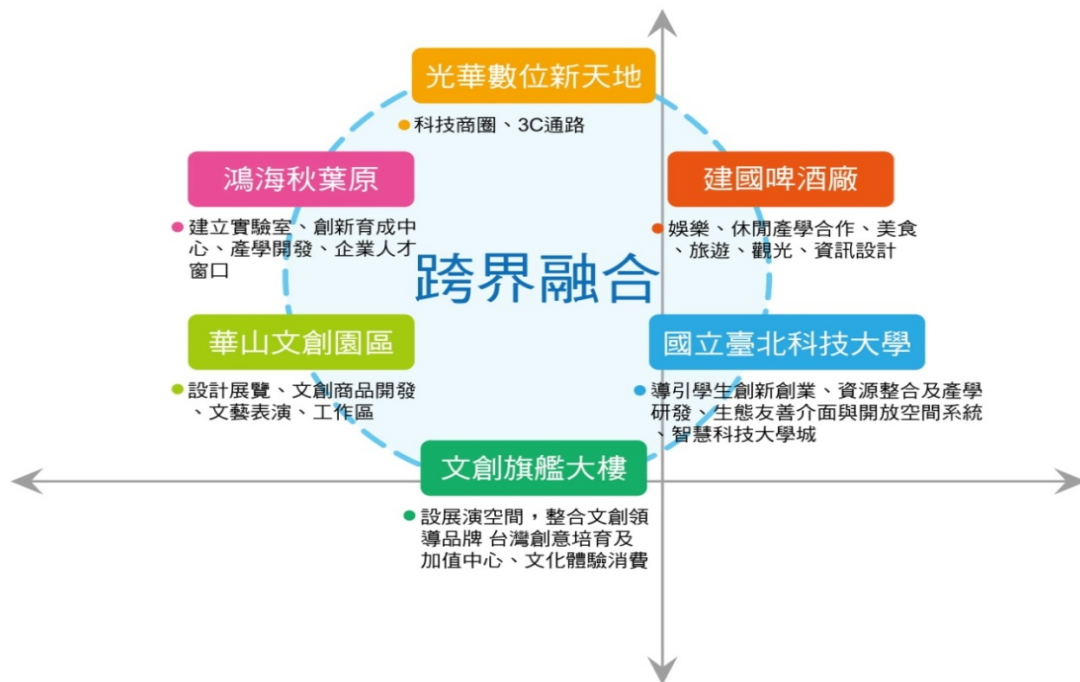 光華數位新天地
科技商圈、3C通路
鴻海秋葉原
建立實驗室、創新育成中
心、產學開發、企業人才
窗口
建國啤酒廠
娛樂、休閒產學合作、美食
、旅遊、觀光、資訊設計
跨界融合
華山文創園區
設計展覽、文創商品開發
、文藝表演、工作區
國立臺北科技大學
導引學生創新創業、資源整合及產學
研發、生態友善介面與開放空間系統
、智慧科技大學城
文創旗艦大樓
設展演空間，整合文創領
導品牌 台灣創意培育及
加值中心、文化體驗消費